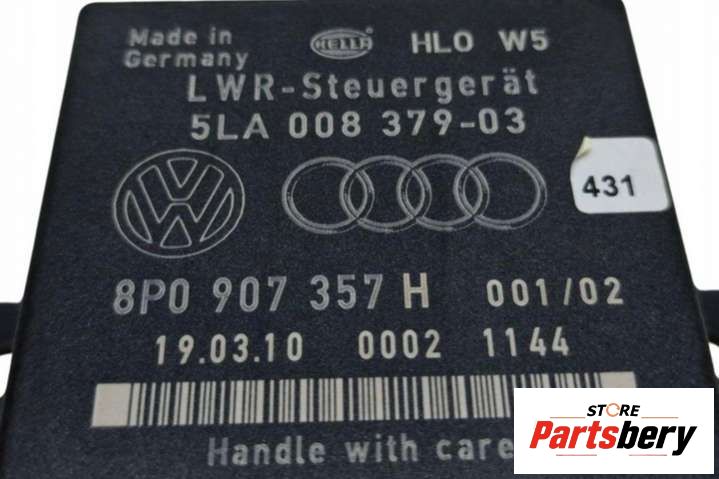 Made in
Germany
HELLA
HLO W5
LWR-Steuergerät
5LA 008 379-03
431
8P0 907 357 H 001/02
19.03.10 0002 1144
Handle with care
STORE
Partsbery